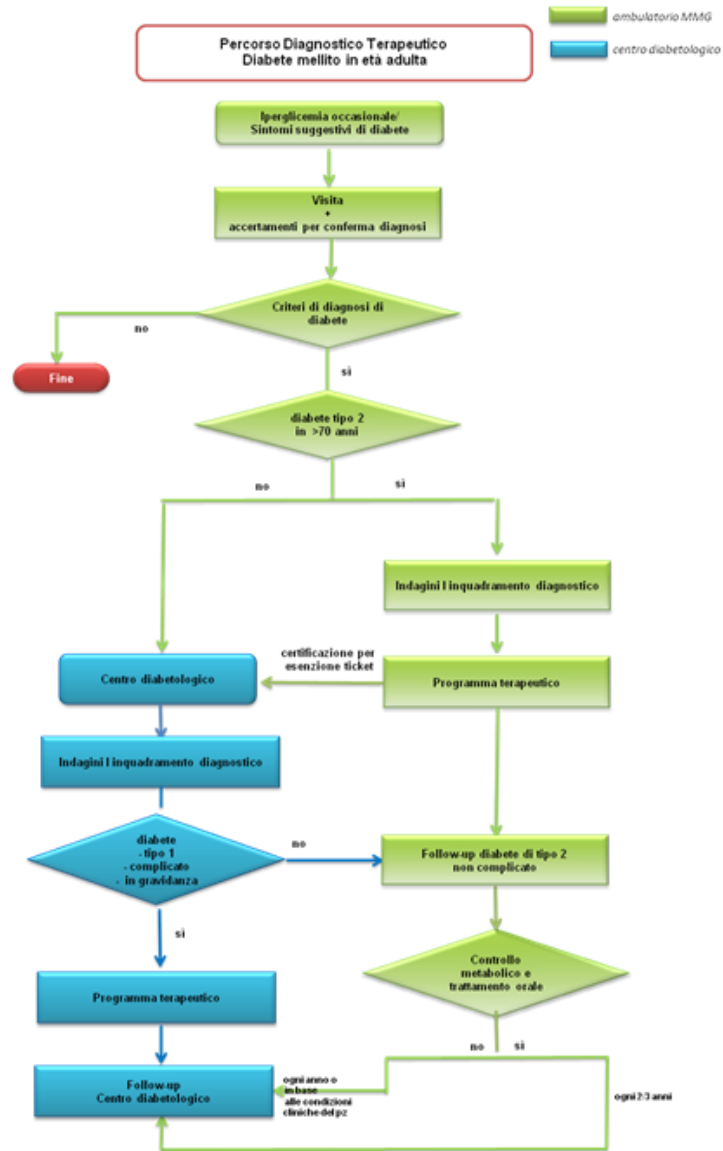 ambulatorio MMG
centro diabetologico
Percorso Diagnostico Terapeutico
Diabete mellito in età adulta
Iperglicemia occasionale/
Sintomi suggestivi di diabete
Visita
+
accertamenti per conferma diagnosi
Criteri di diagnosi di
diabete
no
Fine
sì
diabete tipo 2
in >70 anni
no
sì
Indagini I inquadramento diagnostico
certificazione per
esenzione ticket
Centro diabetologico
Programma terapeutico
Indagini I inquadramento diagnostico
diabete
- tipo 1
- complicato
- in gravidanza
no
Follow-up diabete di tipo 2
non complicato
sì
Controllo
metabolico e
trattamento orale
Programma terapeutico
no
sì
Follow-up
Centro diabetologico
ogni anno o
in base
alle condizioni
cliniche del pz
ogni 2/3 anni